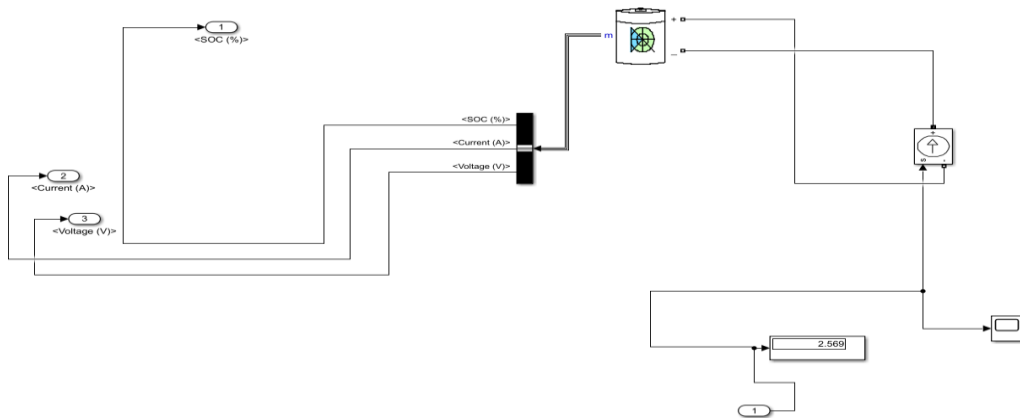 1
<SOC (%)>
m
+
_
<SOC (%)>
<Current (A)>
<Voltage (V)>
+
s
-
2
<Current (A)>
3
<Voltage (V)>
2.569
1